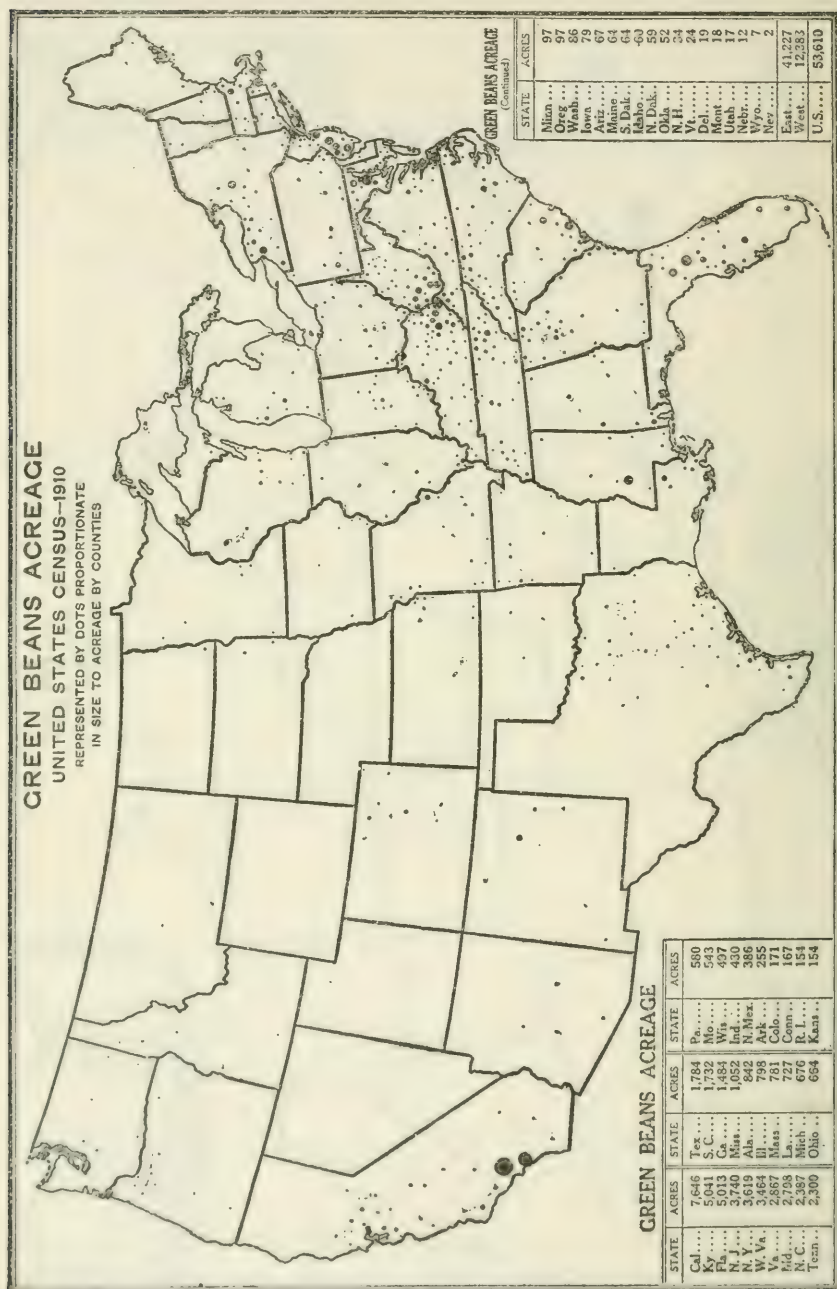 GREEN BEANS ACREAGE
UNITED STATES CENSUS—1910
REPRESENTED BY DOTS PROPORTIONATE
IN SIZE TO ACREAGE BY COUNTIES
GREEN BEANS ACREAGE
STATE ACRES STATE ACRES STATE ACRES
Cal..... 7,646 Tex ..... 1,784 Pa..... 580
Ky ..... 5,041 S. C..... 1,732 Mo..... 543
Fla..... 5,013 Ga ..... 1,484 Wis .... 497
N. J .... 3,740 Miss.... 1,052 Ind..... 430
N. Y.... 3,619 Ala..... 842 N. Mex. 386
W. Va.. 3,464 Ill...... 798 Ark .... 255
Va ..... 2,867 Mass... 781 Colo.... 171
Md..... 2,798 La..... 727 Conn... 167
N. C.... 2,387 Mich ... 676 R. I.... 154
Tenn... 2,300 Ohio ... 664 Kans ... 154
GREEN BEANS ACREAGE
(Continued)
STATE ACRES
Minn .... 97
Oreg .... 97
Wash.... 86
Iowa .... 79
Ariz .... 67
Maine ... 64
S. Dak... 64
Idaho.... 60
N. Dak.. 59
Okla .... 52
N. H.... 34
Vt...... 24
Del..... 19
Mont ... 18
Utah .... 17
Nebr.... 12
Wyo.... 7
Nev .... 2
East..... 41,227
West.... 12,383
U.S..... 53,610